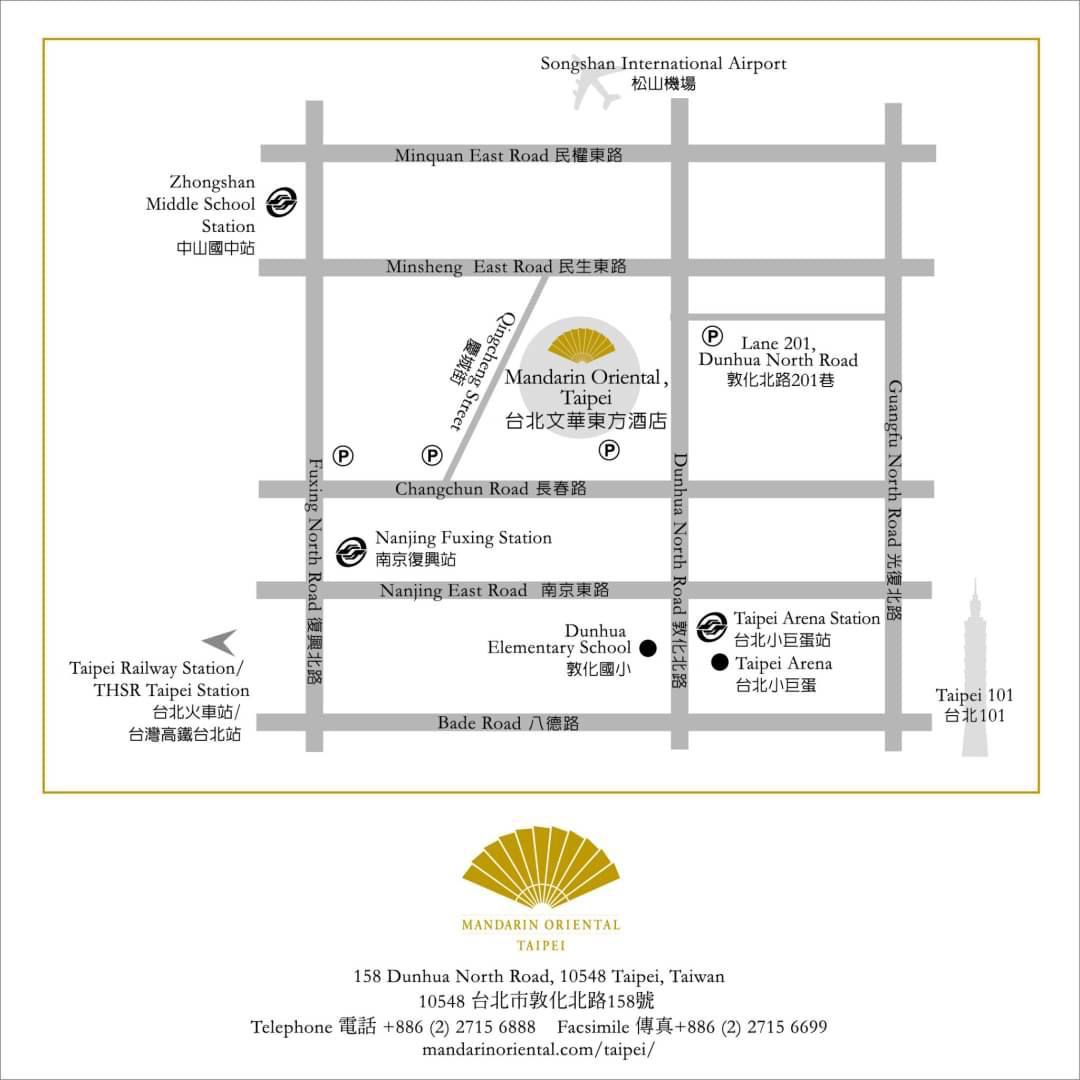 Songshan International Airport
松山機場
Minquan East Road 民權東路
Zhongshan
Middle School
Station
中山國中站
Minsheng East Road 民生東路
Qingcheng Street
慶城街
Mandarin Oriental,
Taipei
台北文華東方酒店
P
Lane 201,
Dunhua North Road
敦化北路201巷
P
P
P
Changchun Road 長春路
Fuxing North Road 復興北路
Dunhua North Road 敦化北路
Guangfu North Road 光復北路
Nanjing Fuxing Station
南京復興站
Nanjing East Road 南京東路
Dunhua
Elementary School
敦化國小
Taipei Arena Station
台北小巨蛋站
Taipei Arena
台北小巨蛋
Taipei Railway Station/
THSR Taipei Station
台北火車站/
台灣高鐵台北站
Taipei 101
台北101
Bade Road 八德路
MANDARIN ORIENTAL
TAIPEI
158 Dunhua North Road, 10548 Taipei, Taiwan
10548 台北市敦化北路158號
Telephone 電話 +886 (2) 2715 6888 Facsimile 傳真+886 (2) 2715 6699
mandarinoriental.com/taipei/